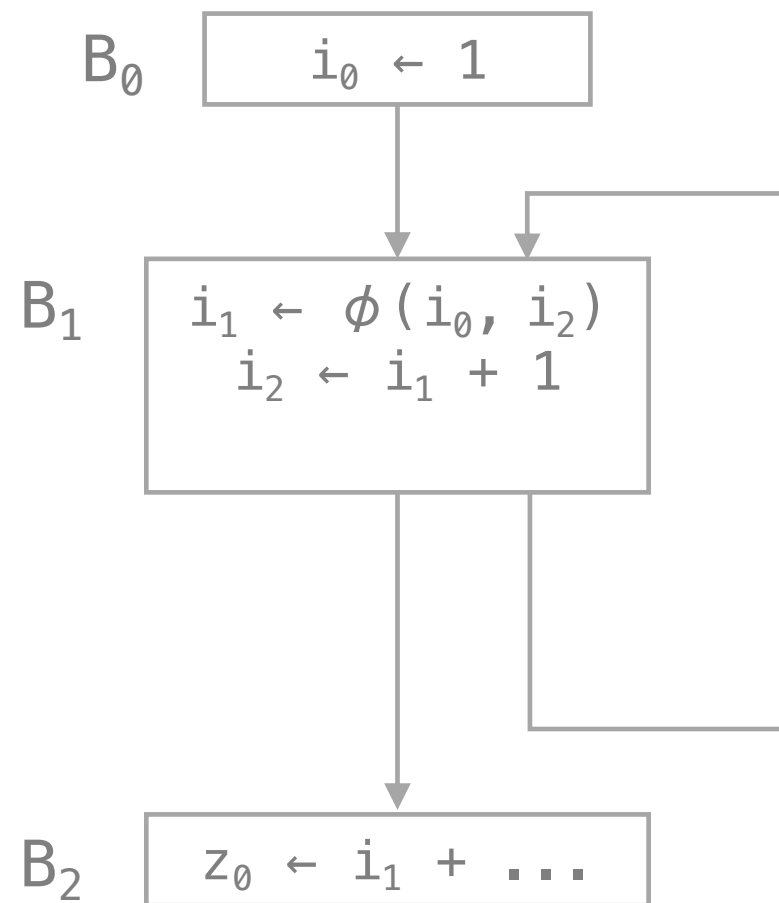 B₀ i₀ ← 1
B₁ i₁ ← ϕ(i₀, i₂)
i₂ ← i₁ + 1
B₂ z₀ ← i₁ + ...